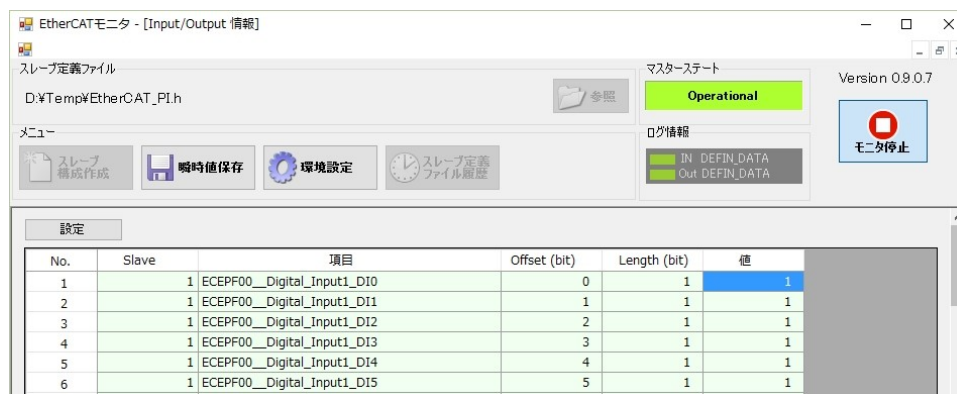 EtherCATモニタ - [Input/Output 情報]
スレーブ定義ファイル
D:¥Temp¥EtherCAT_PI.h
参照
マスターステート
Operational
Version 0.9.0.7
メニュー
スレーブ
構成作成
瞬時値保存
環境設定
スレーブ定義
ファイル履歴
ログ情報
IN DEFIN_DATA
Out DEFIN_DATA
モニタ停止
設定
No. Slave 項目 Offset (bit) Length (bit) 値
1 1 ECEPF00__Digital_Input1_DI0 0 1 1
2 1 ECEPF00__Digital_Input1_DI1 1 1 1
3 1 ECEPF00__Digital_Input1_DI2 2 1 1
4 1 ECEPF00__Digital_Input1_DI3 3 1 1
5 1 ECEPF00__Digital_Input1_DI4 4 1 1
6 1 ECEPF00__Digital_Input1_DI5 5 1 1